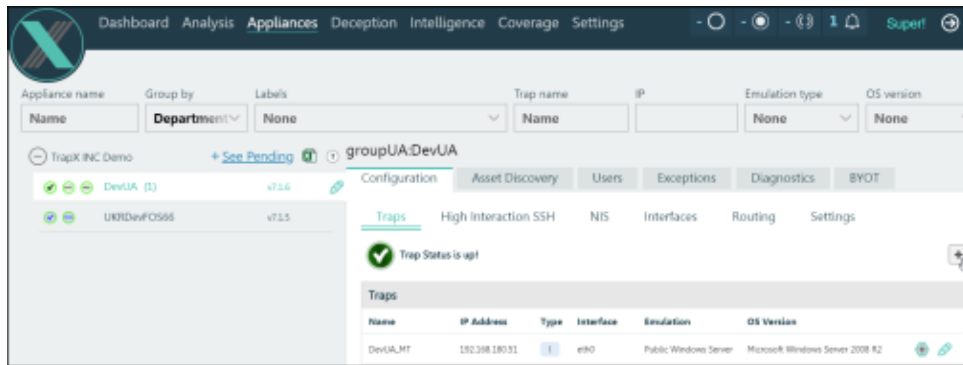 Dashboard Analysis Appliances Deception Intelligence Coverage Settings - - - 1 Super!
Appliance name Group by Labels Trap name IP Emulation type OS version
Name Department None Name None None
TrapX INC Demo + See Pending groupUA:DevUA
Configuration Asset Discovery Users Exceptions Diagnostics BYOT
DevUA (1) v7.1.6
UKRDevFOS66 v7.1.5
Traps High Interaction SSH NIS Interfaces Routing Settings
Trap Status is up!
Traps
Name IP Address Type Interface Emulation OS Version
DevUA_MT 192.168.180.51 I eth0 Public Windows Server Microsoft Windows Server 2008 R2